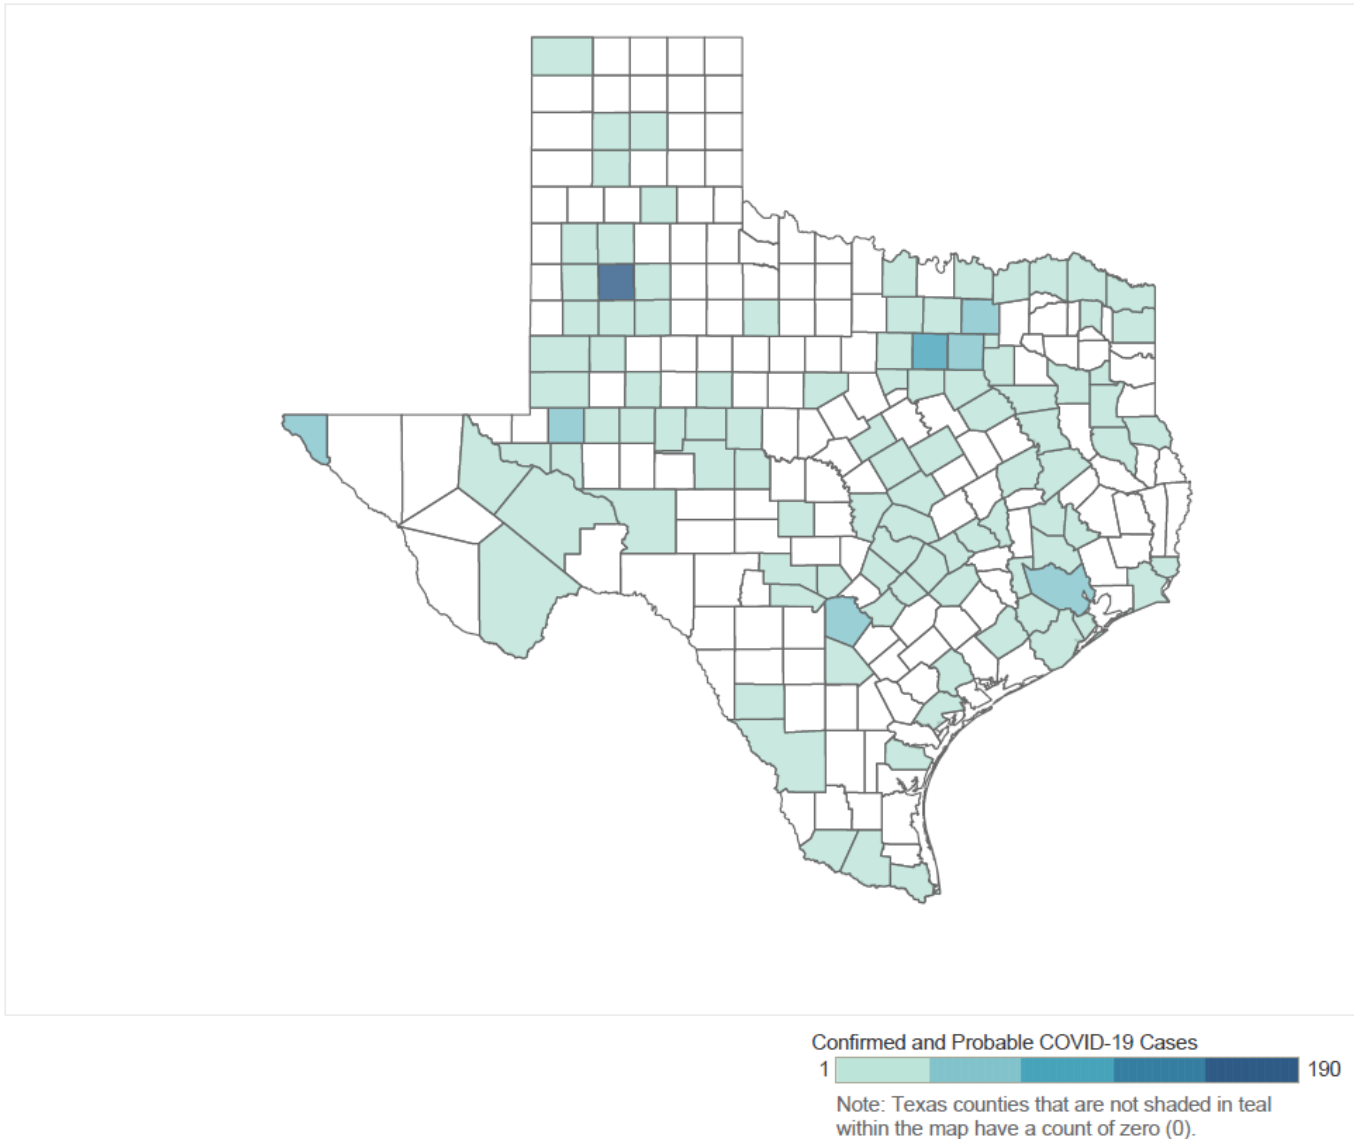 Confirmed and Probable COVID-19 Cases
1 190
Note: Texas counties that are not shaded in teal
within the map have a count of zero (0).